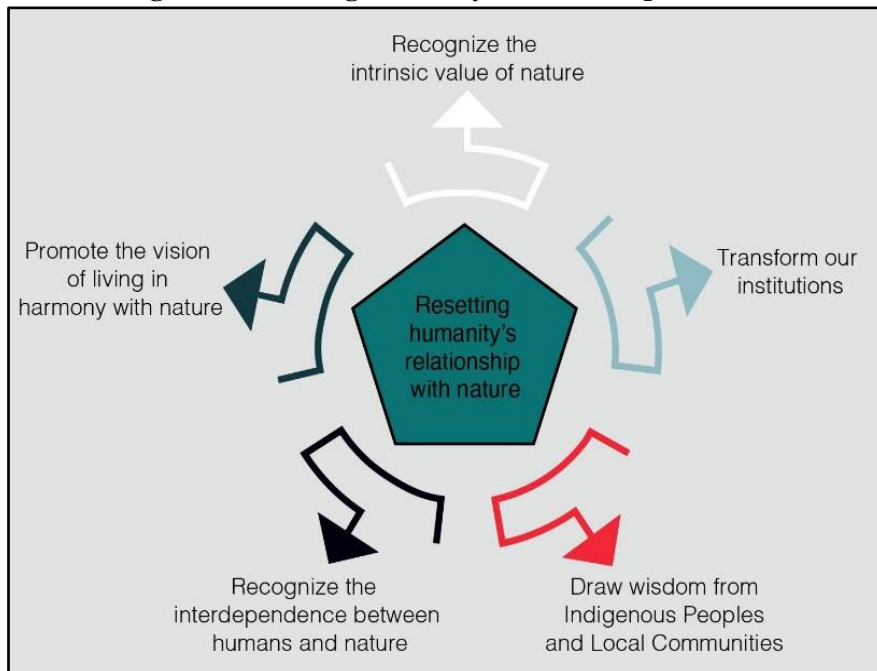 Recognize the
intrinsic value of nature
Transform our
institutions
Draw wisdom from
Indigenous Peoples
and Local Communities
Recognize the
interdependence between
humans and nature
Promote the vision
of living in
harmony with nature
Resetting
humanity's
relationship
with nature